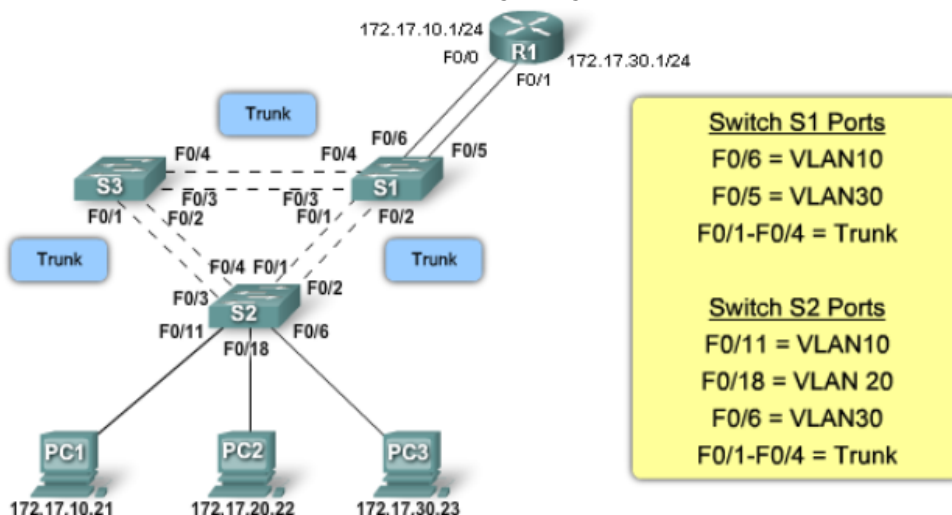 172.17.10.1/24
R1
F0/0
172.17.30.1/24
F0/1
Trunk
F0/6
F0/4
F0/4
F0/5
S3
S1
F0/3
F0/3
F0/1
F0/2
F0/1
F0/2
Trunk
Trunk
F0/4
F0/1
F0/3
F0/2
S2
F0/11
F0/6
F0/18
PC1
PC2
PC3
172.17.10.21
172.17.20.22
172.17.30.23
Switch S1 Ports
F0/6 = VLAN10
F0/5 = VLAN30
F0/1-F0/4 = Trunk
Switch S2 Ports
F0/11 = VLAN10
F0/18 = VLAN 20
F0/6 = VLAN30
F0/1-F0/4 = Trunk